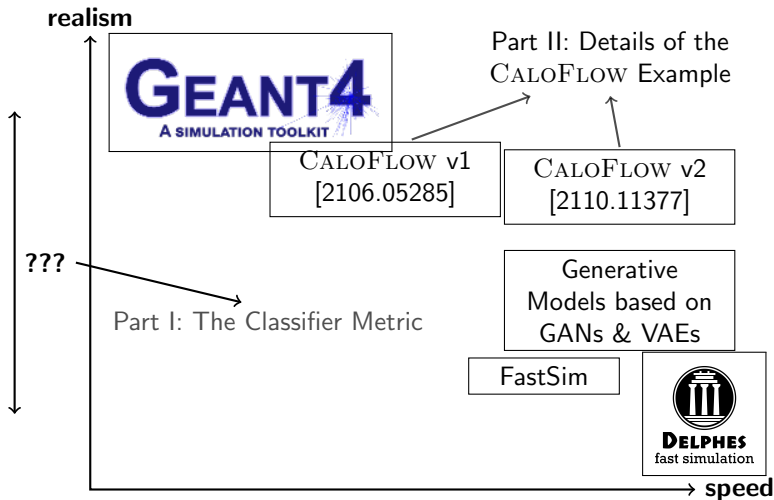 realism
GEANT4
A SIMULATION TOOLKIT
Part II: Details of the
CALOFLOW Example
CALOFLOW v1
[2106.05285]
CALOFLOW v2
[2110.11377]
???
Part I: The Classifier Metric
Generative
Models based on
GANs & VAEs
FastSim
DELPHES
fast simulation
speed